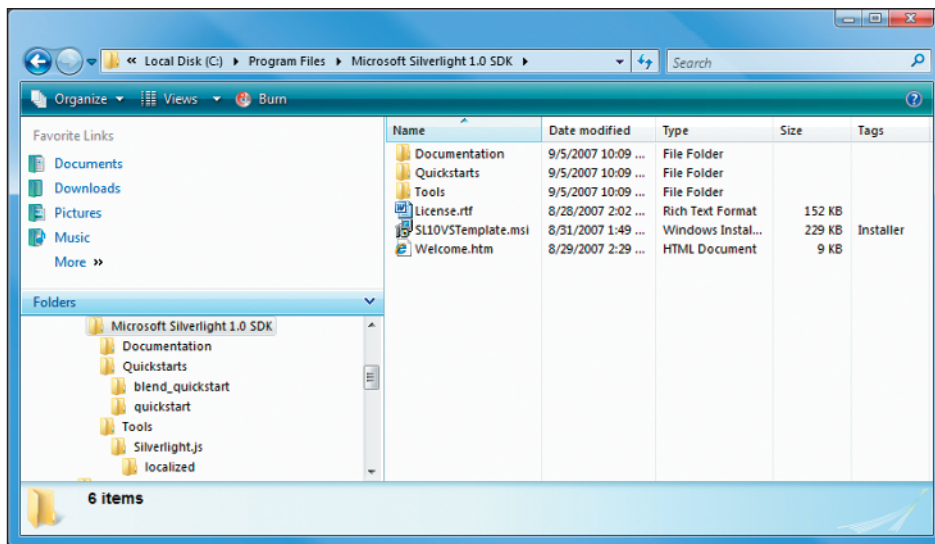 « Local Disk (C:) ▸ Program Files ▸ Microsoft Silverlight 1.0 SDK ▸ Search
Organize Views Burn
Favorite Links
Documents
Downloads
Pictures
Music
More »
Folders
Microsoft Silverlight 1.0 SDK
Documentation
Quickstarts
blend_quickstart
quickstart
Tools
Silverlight.js
localized
Name Date modified Type Size Tags
Documentation 9/5/2007 10:09 ... File Folder
Quickstarts 9/5/2007 10:09 ... File Folder
Tools 9/5/2007 10:09 ... File Folder
License.rtf 8/28/2007 2:02 ... Rich Text Format 152 KB
SL10VSTemplate.msi 8/31/2007 1:49 ... Windows Instal... 229 KB Installer
Welcome.htm 8/29/2007 2:29 ... HTML Document 9 KB
6 items